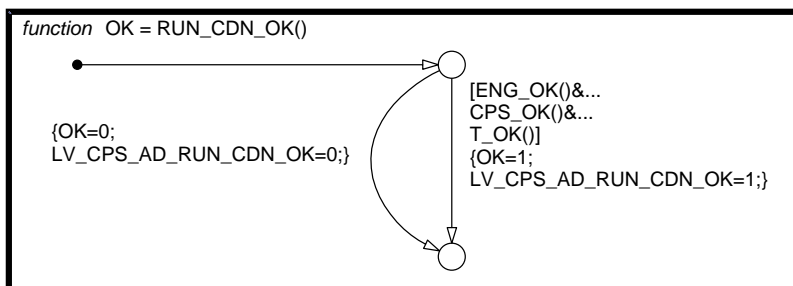 function OK = RUN_CDN_OK()
{OK=0;
LV_CPS_AD_RUN_CDN_OK=0;}
[ENG_OK()&...
CPS_OK()&...
T_OK()]
{OK=1;
LV_CPS_AD_RUN_CDN_OK=1;}